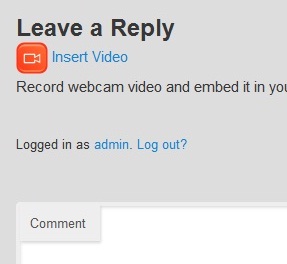 Leave a Reply
Insert Video
Record webcam video and embed it in you
Logged in as admin. Log out?
Comment